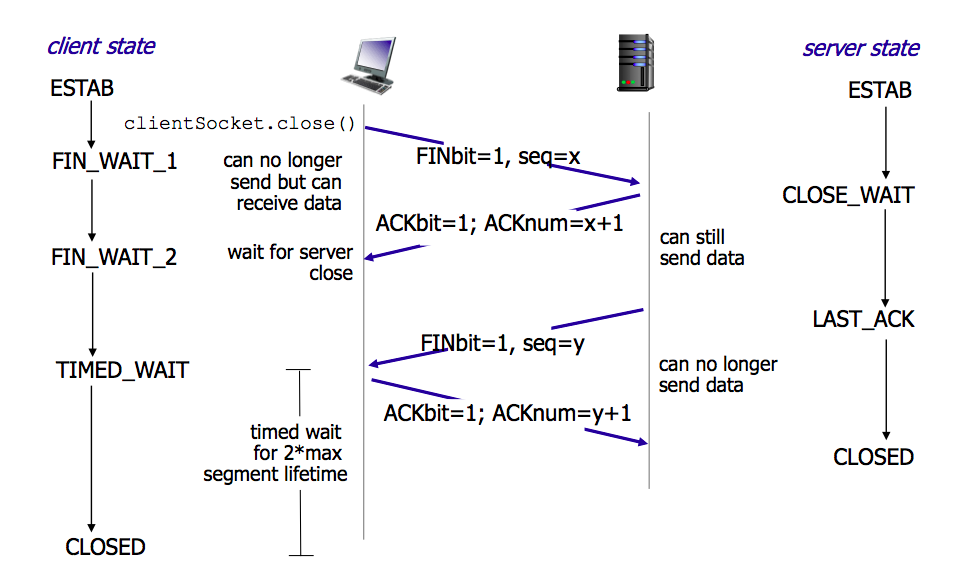 client state
server state
ESTAB
ESTAB
clientSocket.close()
FIN_WAIT_1
can no longer
send but can
receive data
FINbit=1, seq=x
CLOSE_WAIT
ACKbit=1; ACKnum=x+1
FIN_WAIT_2
wait for server
close
can still
send data
LAST_ACK
FINbit=1, seq=y
TIMED_WAIT
can no longer
send data
ACKbit=1; ACKnum=y+1
timed wait
for 2*max
segment lifetime
CLOSED
CLOSED